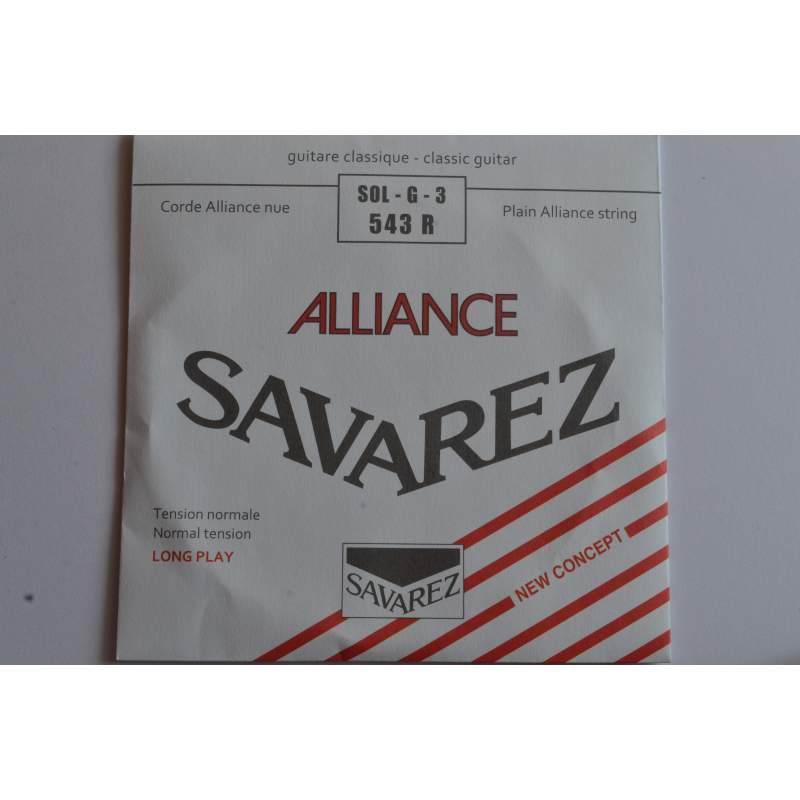 guitare classique - classic guitar
SOL - G - 3
543 R
Corde Alliance nue
Plain Alliance string
ALLIANCE
SAVAREZ
Tension normale
Normal tension
LONG PLAY
SAVAREZ
NEW CONCEPT